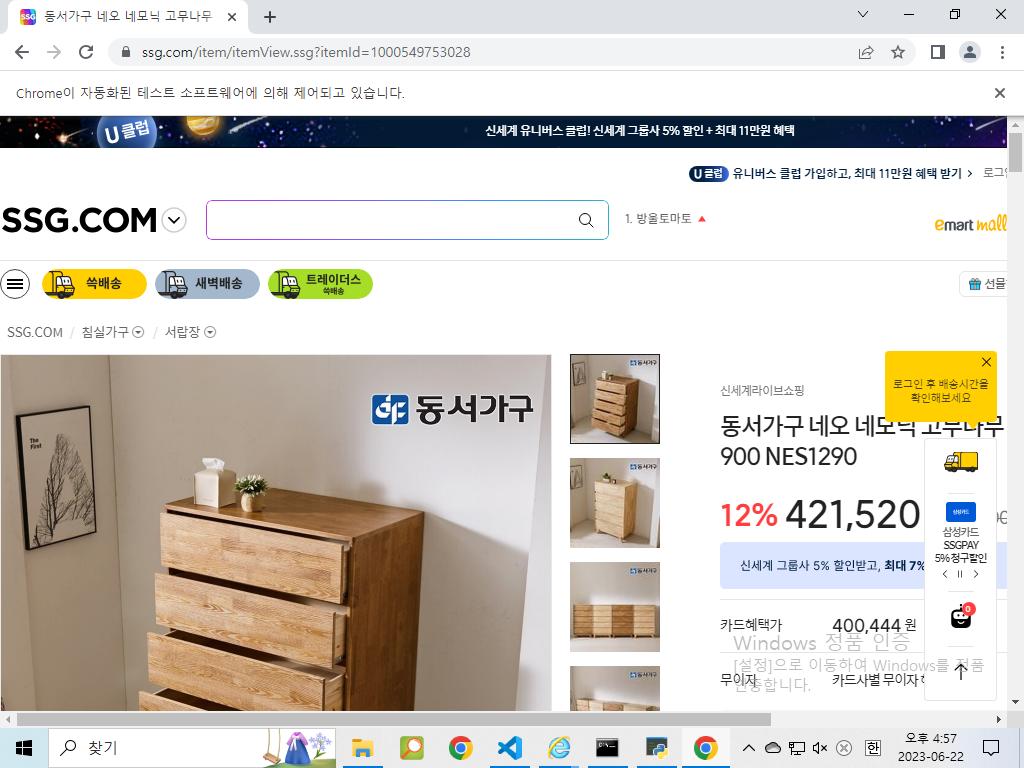 동서가구 네오 네모닉 고무나무
ssg.com/item/itemView.ssg?itemId=1000549753028
Chrome이 자동화된 테스트 소프트웨어에 의해 제어되고 있습니다.
U 클럽
신세계 유니버스 클럽! 신세계 그룹사 5% 할인 + 최대 11만원 혜택
U 클럽 유니버스 클럽 가입하고, 최대 11만원 혜택 받기
SSG.COM
1. 방울토마토
emart mall
쓱배송
새벽배송
트레이더스
쓱배송
선물
SSG.COM / 침실가구 / 서랍장
동서가구
The First
신세계라이브쇼핑
로그인 후 배송시간을
확인해보세요
동서가구 네오 네모닉 고무나무
900 NES1290
12% 421,520
신세계 그룹사 5% 할인받고, 최대 7%
카드혜택가 400,444 원
무이자 카드사별 무이자
삼성카드
삼성카드
SSGPAY
5% 청구할인
0
Windows 정품 인증
[설정]으로 이동하여 Windows를 정품
인증합니다.
찾기
오후 4:57
2023-06-22
한